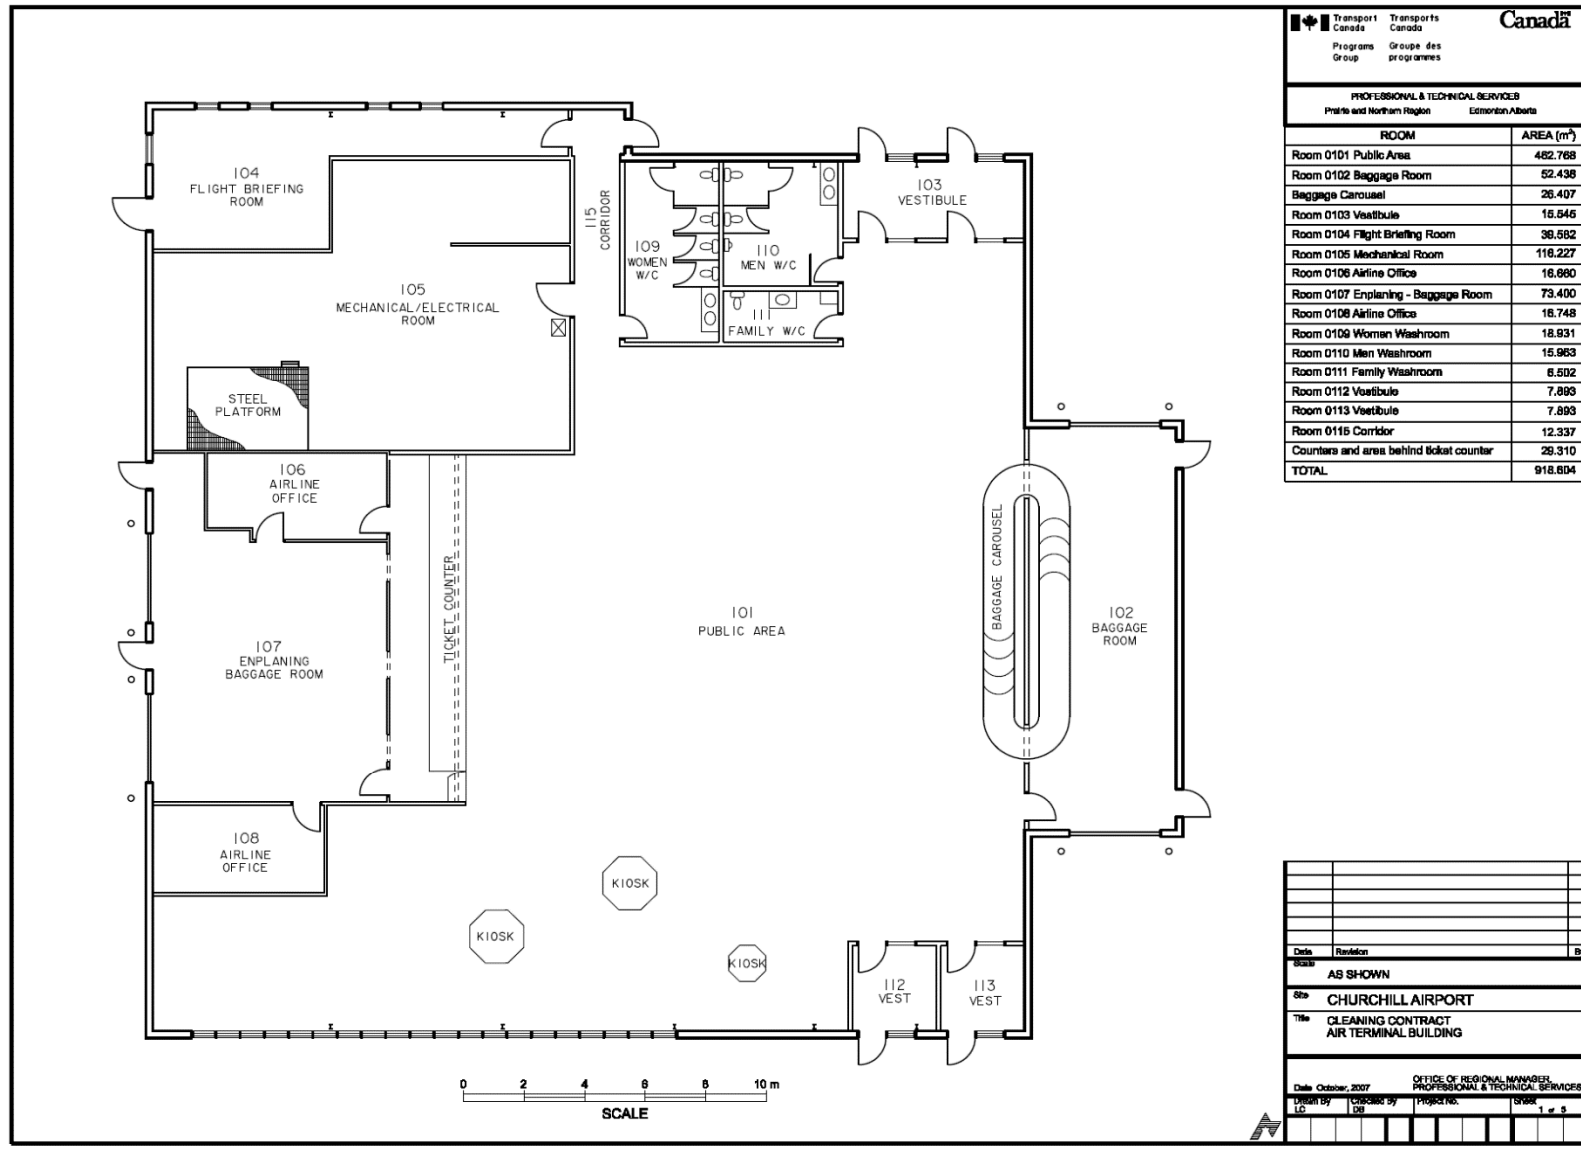 Transport Transports
Canada Canada
Canada
Programs Groupe des
Group programmes
PROFESSIONAL & TECHNICAL SERVICES
Prairie and Northern Region Edmonton Alberta
ROOM AREA (m²)
Room 0101 Public Area 462.768
Room 0102 Baggage Room 52.436
Baggage Carousel 26.407
Room 0103 Vestibule 15.545
Room 0104 Flight Briefing Room 39.562
Room 0105 Mechanical Room 116.227
Room 0106 Airline Office 16.660
Room 0107 Enplaning - Baggage Room 73.400
Room 0108 Airline Office 16.748
Room 0109 Women Washroom 18.931
Room 0110 Men Washroom 15.963
Room 0111 Family Washroom 6.502
Room 0112 Vestibule 7.893
Room 0113 Vestibule 7.893
Room 0115 Corridor 12.337
Counters and area behind ticket counter 29.310
TOTAL 918.604
104
FLIGHT BRIEFING
ROOM
115
CORRIDOR
103
VESTIBULE
109
WOMEN
W/C
110
MEN W/C
111
FAMILY W/C
105
MECHANICAL/ELECTRICAL
ROOM
STEEL
PLATFORM
106
AIRLINE
OFFICE
TICKET COUNTER
BAGGAGE CAROUSEL
101
PUBLIC AREA
102
BAGGAGE
ROOM
107
ENPLANING
BAGGAGE ROOM
108
AIRLINE
OFFICE
KIOSK
KIOSK
KIOSK
112
VEST
113
VEST
0 2 4 6 8 10 m
SCALE
Date Revision
Scale
AS SHOWN
Site
CHURCHILL AIRPORT
Title
CLEANING CONTRACT
AIR TERMINAL BUILDING
OFFICE OF REGIONAL MANAGER,
Date October, 2007 PROFESSIONAL & TECHNICAL SERVICES
Drawn By Checked By Project No. Sheet
LC DB 1 of 5